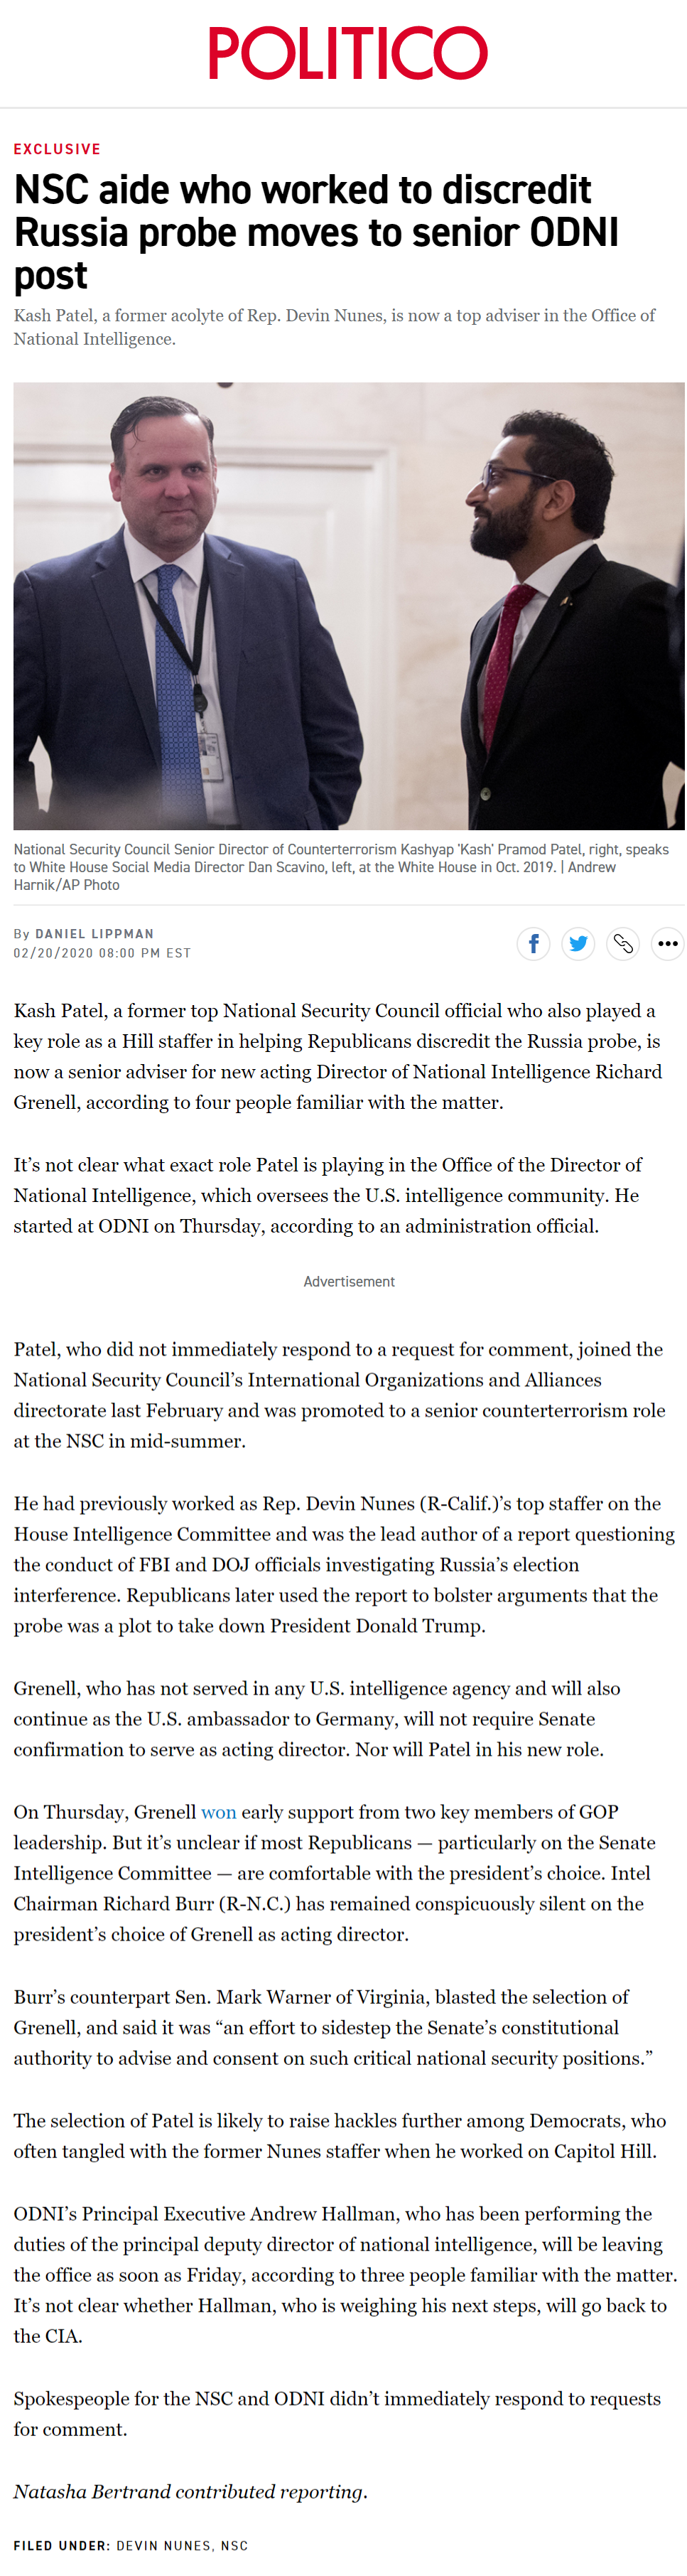 POLITICO
EXCLUSIVE
NSC aide who worked to discredit
Russia probe moves to senior ODNI
post
Kash Patel, a former acolyte of Rep. Devin Nunes, is now a top adviser in the Office of
National Intelligence.
National Security Council Senior Director of Counterterrorism Kashyap 'Kash' Pramod Patel, right, speaks
to White House Social Media Director Dan Scavino, left, at the White House in Oct. 2019. | Andrew
Harnik/AP Photo
By DANIEL LIPPMAN
02/20/2020 08:00 PM EST
Kash Patel, a former top National Security Council official who also played a
key role as a Hill staffer in helping Republicans discredit the Russia probe, is
now a senior adviser for new acting Director of National Intelligence Richard
Grenell, according to four people familiar with the matter.
It’s not clear what exact role Patel is playing in the Office of the Director of
National Intelligence, which oversees the U.S. intelligence community. He
started at ODNI on Thursday, according to an administration official.
Advertisement
Patel, who did not immediately respond to a request for comment, joined the
National Security Council’s International Organizations and Alliances
directorate last February and was promoted to a senior counterterrorism role
at the NSC in mid-summer.
He had previously worked as Rep. Devin Nunes (R-Calif.)’s top staffer on the
House Intelligence Committee and was the lead author of a report questioning
the conduct of FBI and DOJ officials investigating Russia’s election
interference. Republicans later used the report to bolster arguments that the
probe was a plot to take down President Donald Trump.
Grenell, who has not served in any U.S. intelligence agency and will also
continue as the U.S. ambassador to Germany, will not require Senate
confirmation to serve as acting director. Nor will Patel in his new role.
On Thursday, Grenell won early support from two key members of GOP
leadership. But it’s unclear if most Republicans — particularly on the Senate
Intelligence Committee — are comfortable with the president’s choice. Intel
Chairman Richard Burr (R-N.C.) has remained conspicuously silent on the
president’s choice of Grenell as acting director.
Burr’s counterpart Sen. Mark Warner of Virginia, blasted the selection of
Grenell, and said it was “an effort to sidestep the Senate’s constitutional
authority to advise and consent on such critical national security positions.”
The selection of Patel is likely to raise hackles further among Democrats, who
often tangled with the former Nunes staffer when he worked on Capitol Hill.
ODNI’s Principal Executive Andrew Hallman, who has been performing the
duties of the principal deputy director of national intelligence, will be leaving
the office as soon as Friday, according to three people familiar with the matter.
It’s not clear whether Hallman, who is weighing his next steps, will go back to
the CIA.
Spokespeople for the NSC and ODNI didn’t immediately respond to requests
for comment.
Natasha Bertrand contributed reporting.
FILED UNDER: DEVIN NUNES, NSC